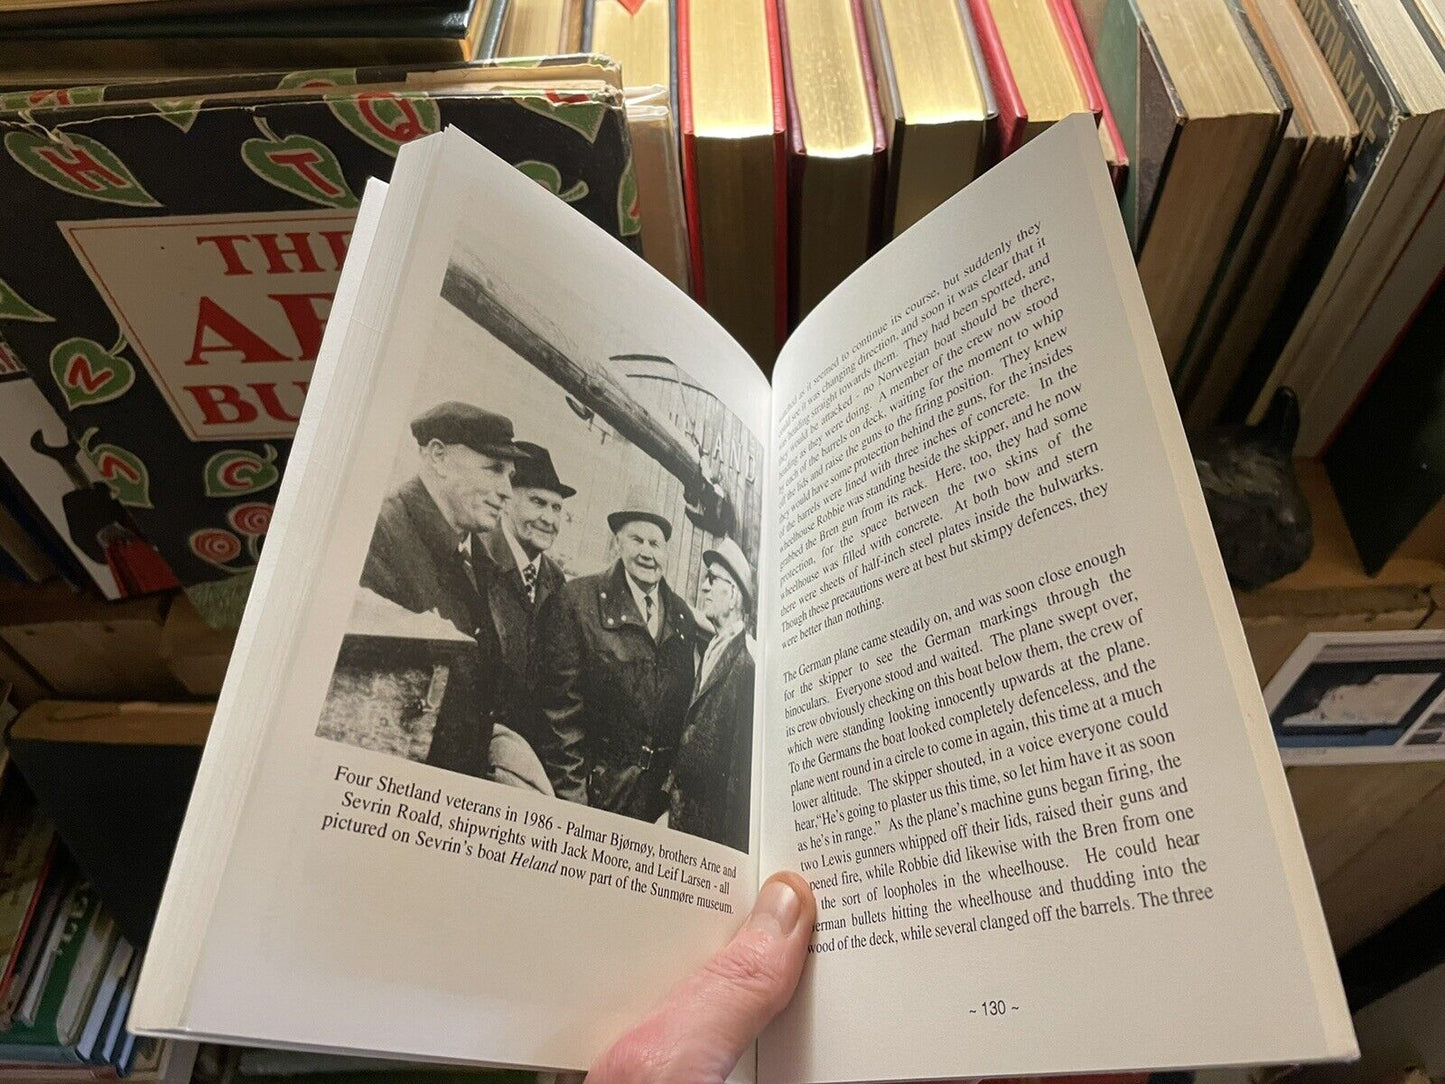 THE
AB
BU
H
T
Q
N
C
LAND
Four Shetland veterans in 1986 - Palmar Bjørnøy, brothers Arne and
Sevrin Roald, shipwrights with Jack Moore, and Leif Larsen - all
pictured on Sevrin's boat Heland now part of the Sunmøre museum.
as it seemed to continue its course, but suddenly they
see it was changing direction, and soon it was clear that it
heading straight towards them. They had been spotted, and
would be attacked - no Norwegian boat should be there,
as they were doing. A member of the crew now stood
by each of the barrels on deck, waiting for the moment to whip
off the lids and raise the guns to the firing position. They knew
they would have some protection behind the guns, for the insides
of the barrels were lined with three inches of concrete. In the
wheelhouse Robbie was standing beside the skipper, and he now
grabbed the Bren gun from its rack. Here, too, they had some
protection, for the space between the two skins of the
wheelhouse was filled with concrete. At both bow and stern
there were sheets of half-inch steel plates inside the bulwarks.
Though these precautions were at best but skimpy defences, they
were better than nothing.
The German plane came steadily on, and was soon close enough
for the skipper to see the German markings through the
binoculars. Everyone stood and waited. The plane swept over,
its crew obviously checking on this boat below them, the crew of
which were standing looking innocently upwards at the plane.
To the Germans the boat looked completely defenceless, and the
plane went round in a circle to come in again, this time at a much
lower altitude. The skipper shouted, in a voice everyone could
hear,"He's going to plaster us this time, so let him have it as soon
as he's in range." As the plane's machine guns began firing, the
two Lewis gunners whipped off their lids, raised their guns and
pened fire, while Robbie did likewise with the Bren from one
the sort of loopholes in the wheelhouse. He could hear
erman bullets hitting the wheelhouse and thudding into the
wood of the deck, while several clanged off the barrels. The three
~ 130 ~